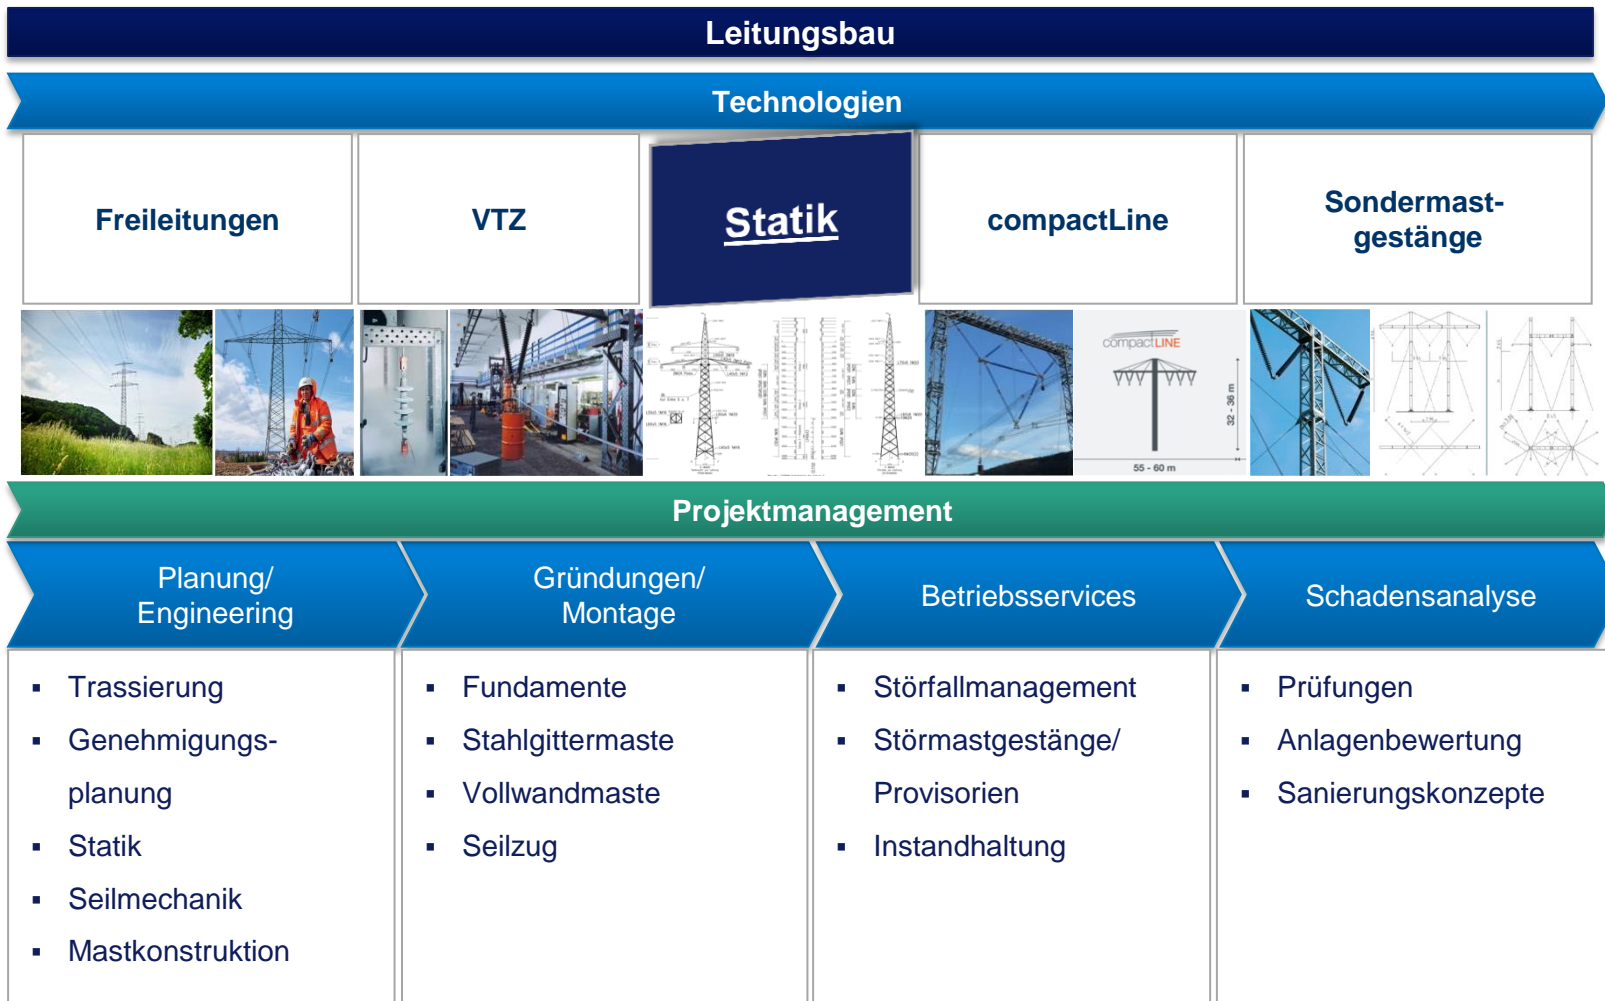 Leitungsbau
Technologien
Freileitungen
VTZ
Statik
compactLine
Sondermast-
gestänge
compactLINE
32 - 36 m
55 - 60 m
Projektmanagement
Planung/
Engineering
Gründungen/
Montage
Betriebsservices
Schadensanalyse
▪ Trassierung
▪ Genehmigungs-
planung
▪ Statik
▪ Seilmechanik
▪ Mastkonstruktion
▪ Fundamente
▪ Stahlgittermaste
▪ Vollwandmaste
▪ Seilzug
▪ Störfallmanagement
▪ Störmastgestänge/
Provisorien
▪ Instandhaltung
▪ Prüfungen
▪ Anlagenbewertung
▪ Sanierungskonzepte